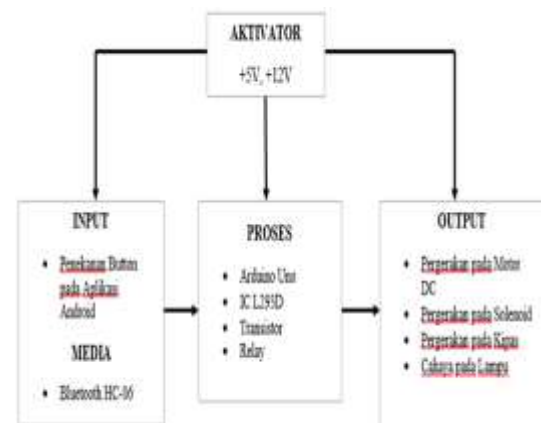 AKTIVATOR
+5V, +12V
INPUT
Penekanan Button
pada Aplikasi
Android
MEDIA
Bluetooth HC-06
PROSES
Arduino Uno
IC L293D
Transistor
Relay
OUTPUT
Pergerakan pada Motor
DC
Pergerakan pada Solenoid
Pergerakan pada Kipas
Cahaya pada Lampu